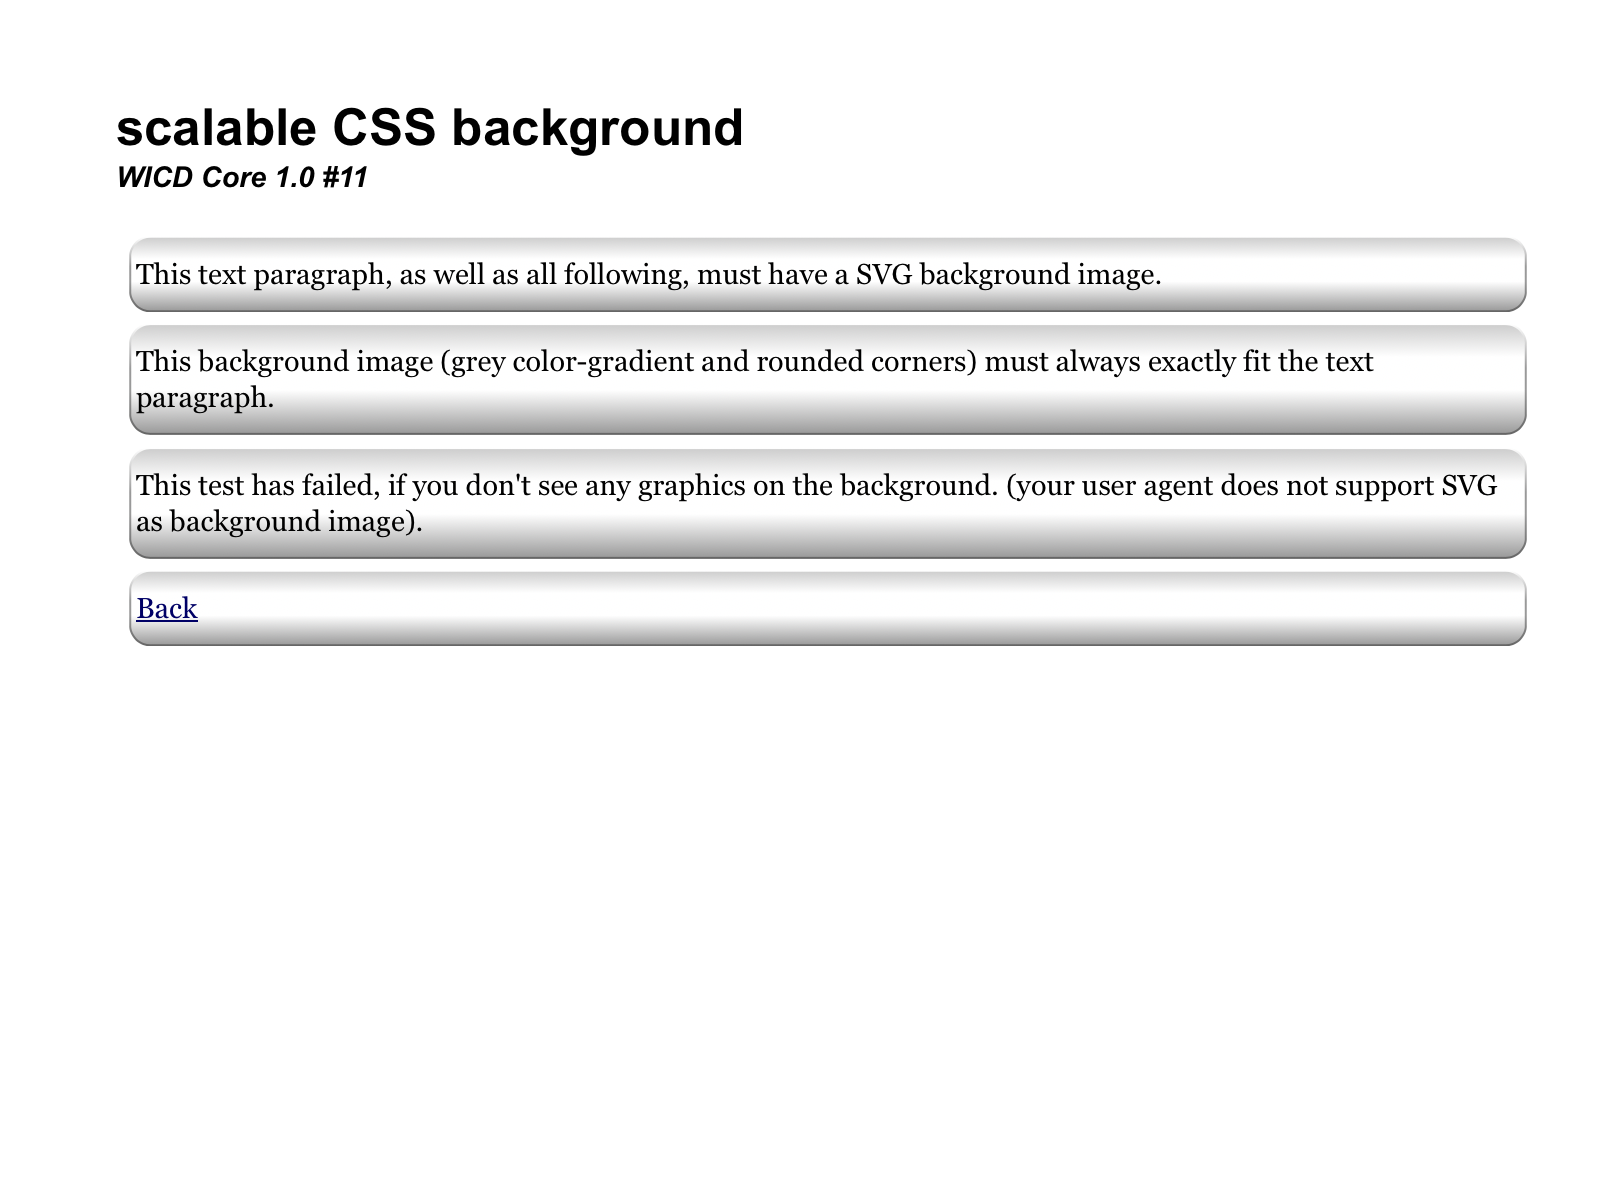 scalable CSS background
WICD Core 1.0 #11
This text paragraph, as well as all following, must have a SVG background image.
This background image (grey color-gradient and rounded corners) must always exactly fit the text
paragraph.
This test has failed, if you don't see any graphics on the background. (your user agent does not support SVG
as background image).
Back